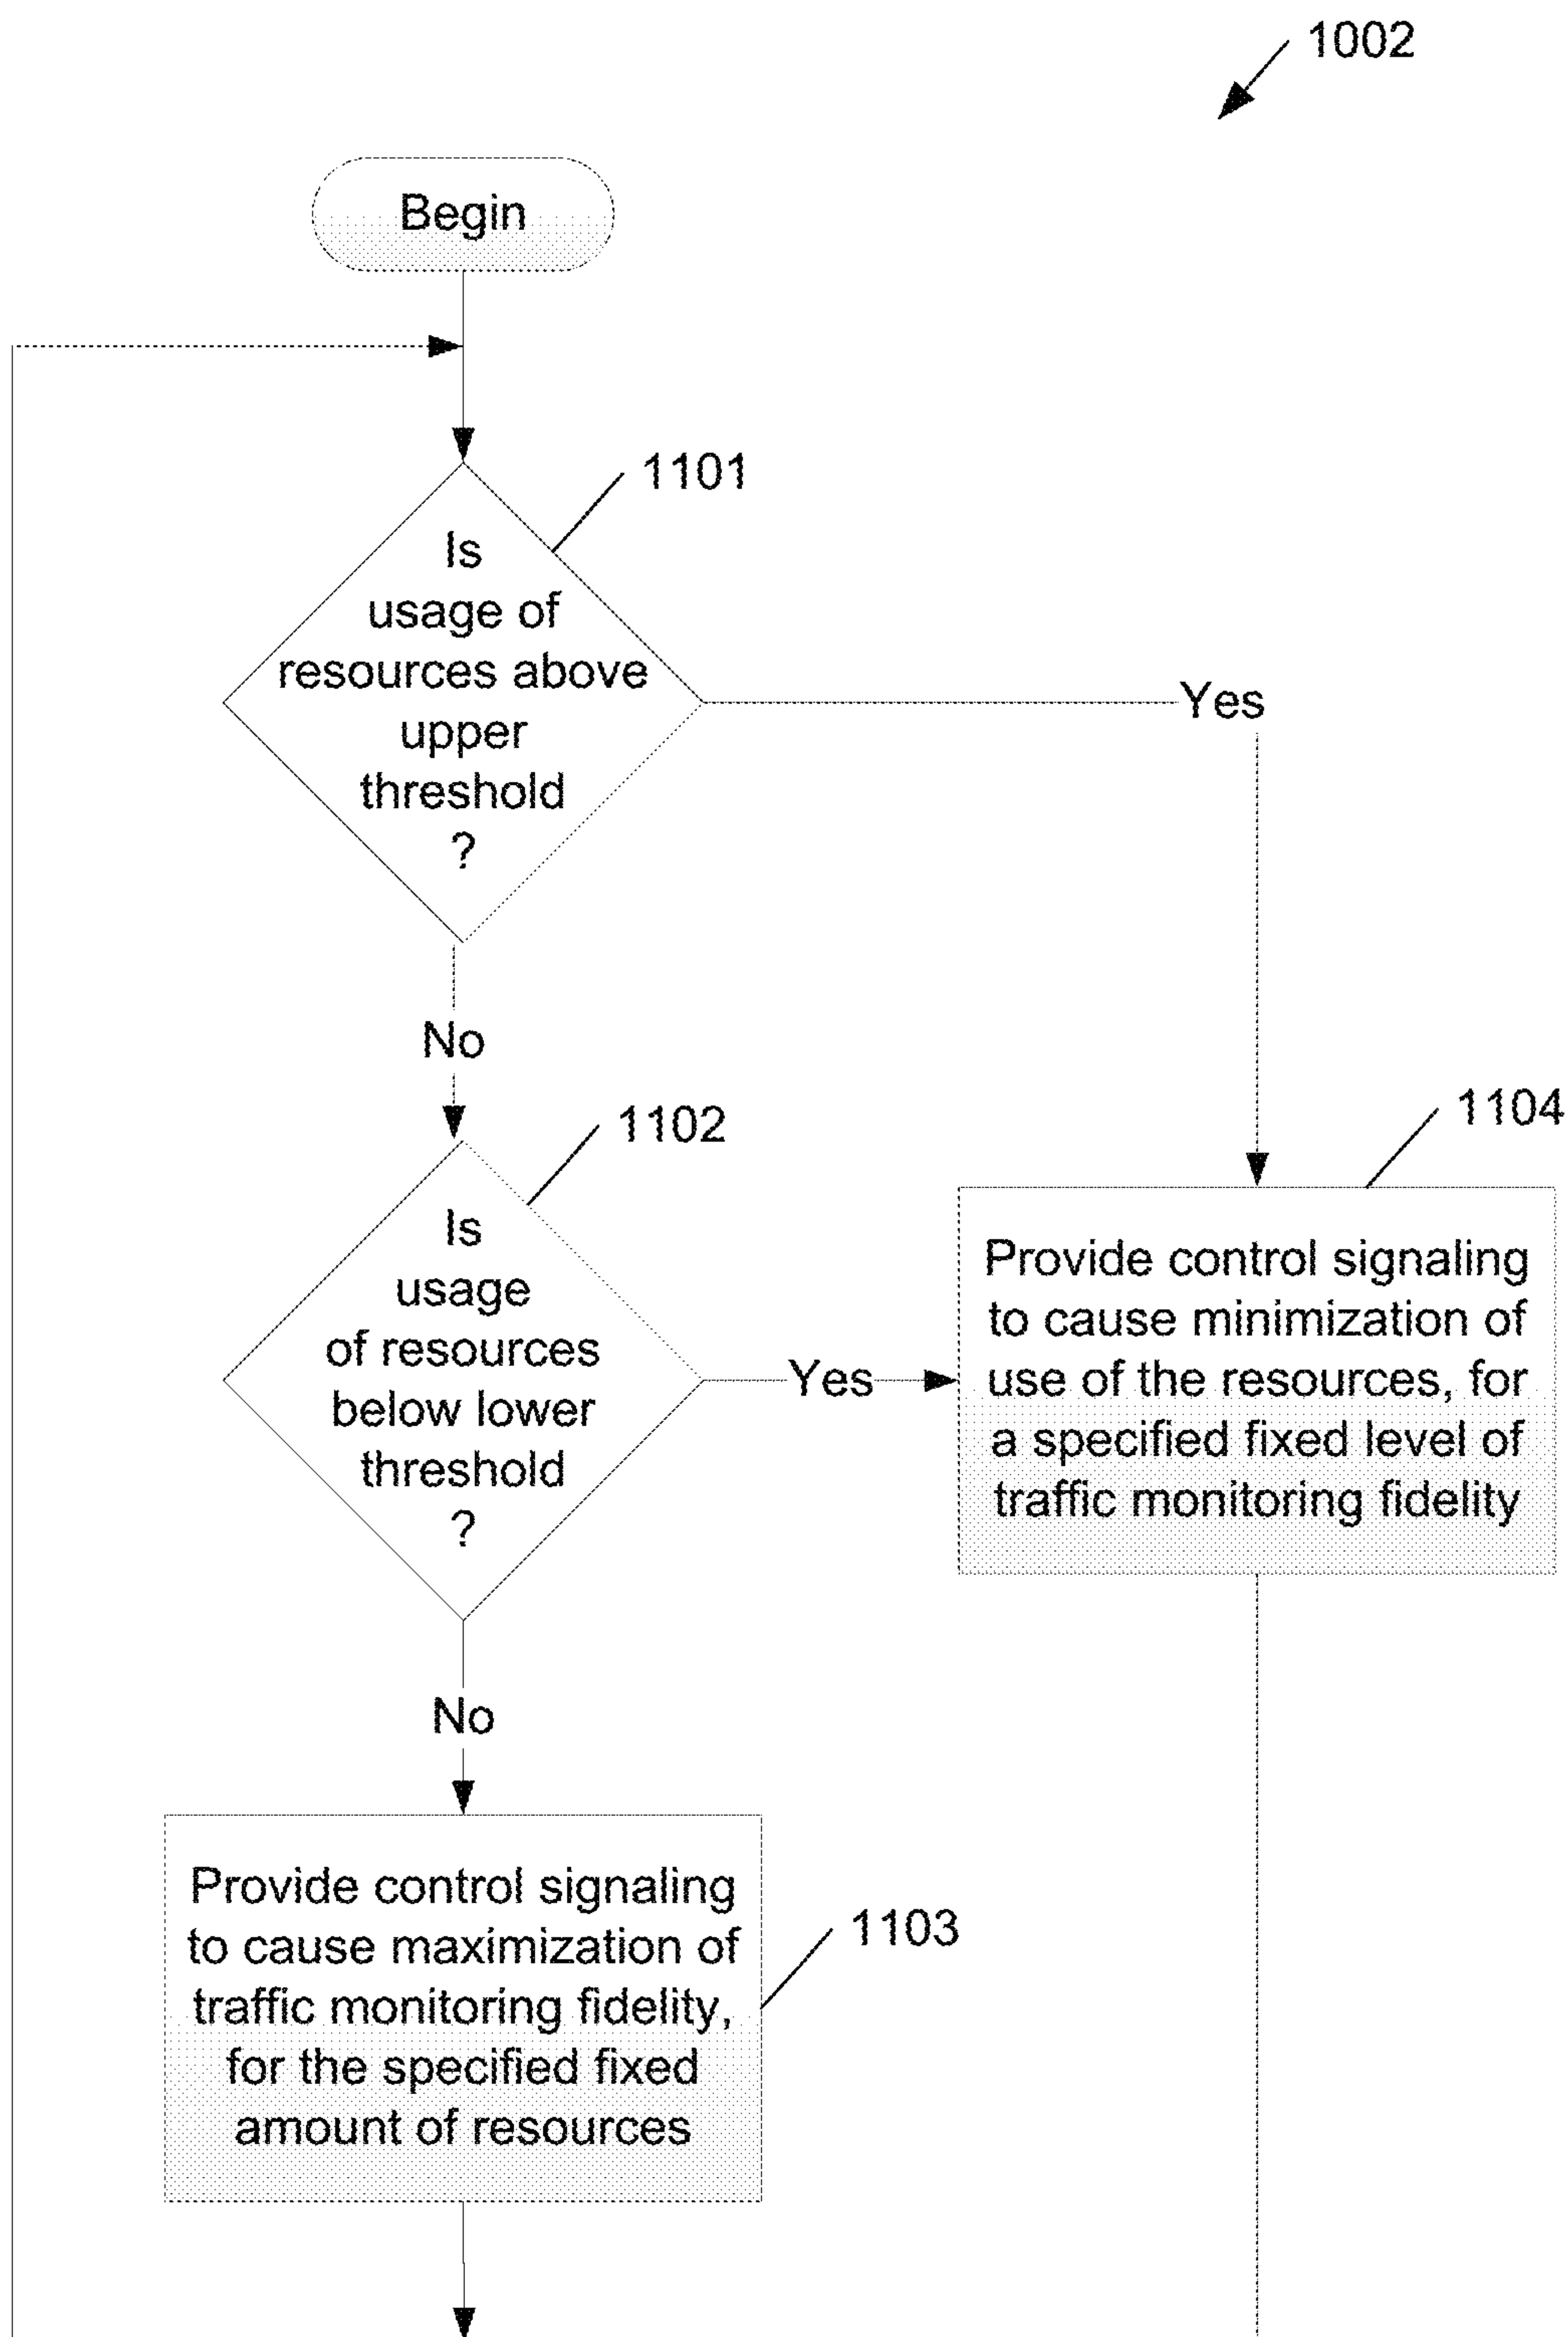 1002
Begin
1101
Is
usage of
resources above
upper
threshold
?
Yes
No
1102
Is
usage
of resources
below lower
threshold
?
Yes
1104
Provide control signaling
to cause minimization of
use of the resources, for
a specified fixed level of
traffic monitoring fidelity
No
Provide control signaling
to cause maximization of
traffic monitoring fidelity,
for the specified fixed
amount of resources
1103